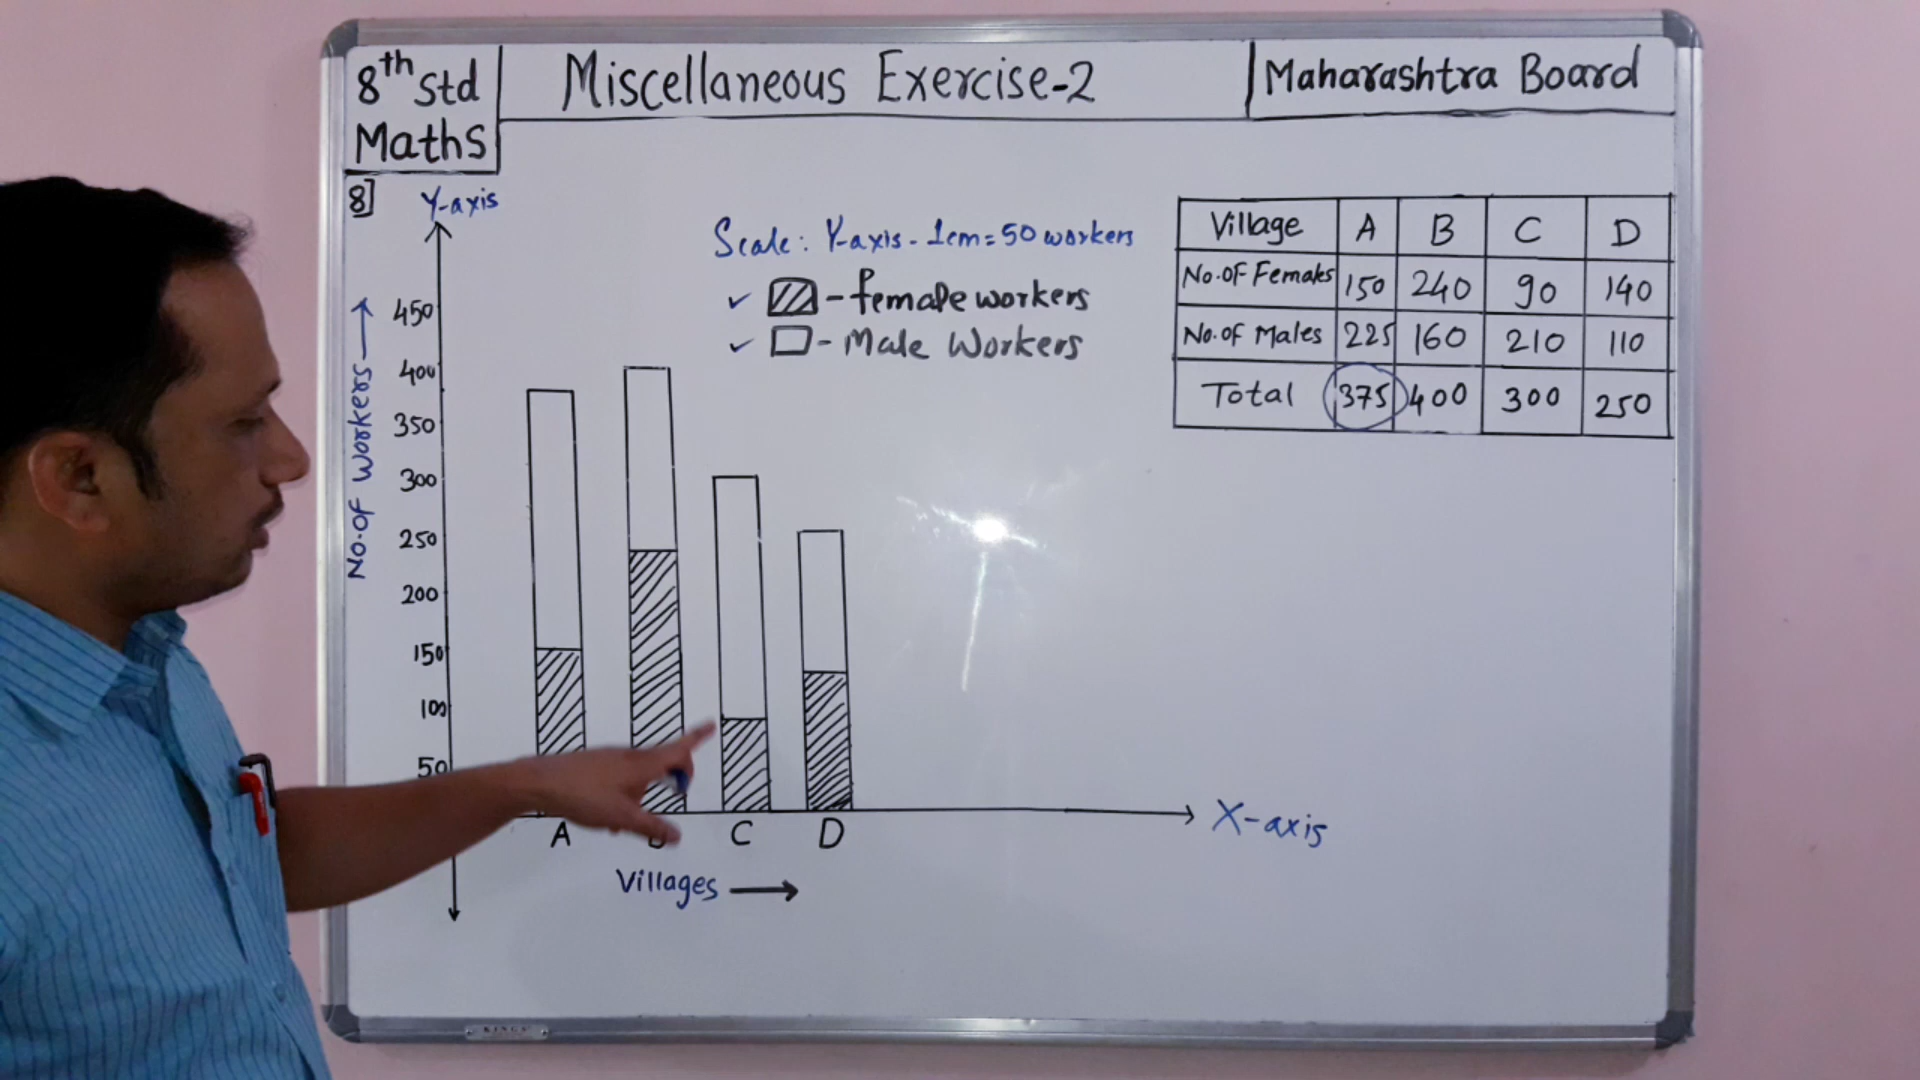 8th std
Maths
Miscellaneous Exercise-2
Maharashtra Board
8]
Y-axis
Scale: Y-axis - 1cm = 50 workers
✓ - female workers
✓ - Male Workers
Village A B C D
No. of Females 150 240 90 140
No. of Males 225 160 210 110
Total 375 400 300 250
No. of Workers
450
400
350
300
250
200
150
100
50
A C D
X-axis
Villages